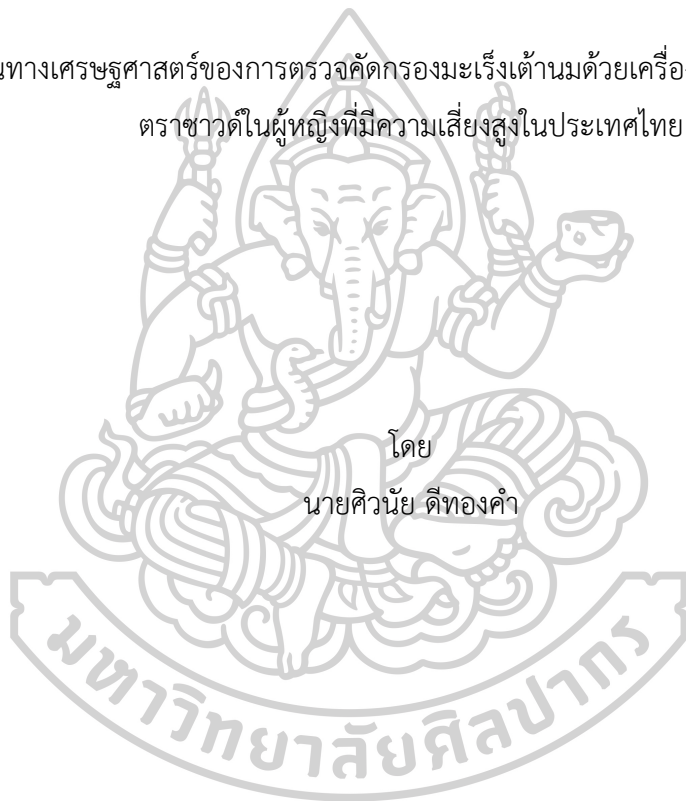 นทางเศรษฐศาสตร์ของการตรวจคัดกรองมะเร็งเต้านมด้วยเครื่อง
ตราซาวด์ในผู้หญิงที่มีความเสี่ยงสูงในประเทศไทย
โดย
นายศิวนัย ดีทองคำ
มหาวิทยาลัยศิลปากร